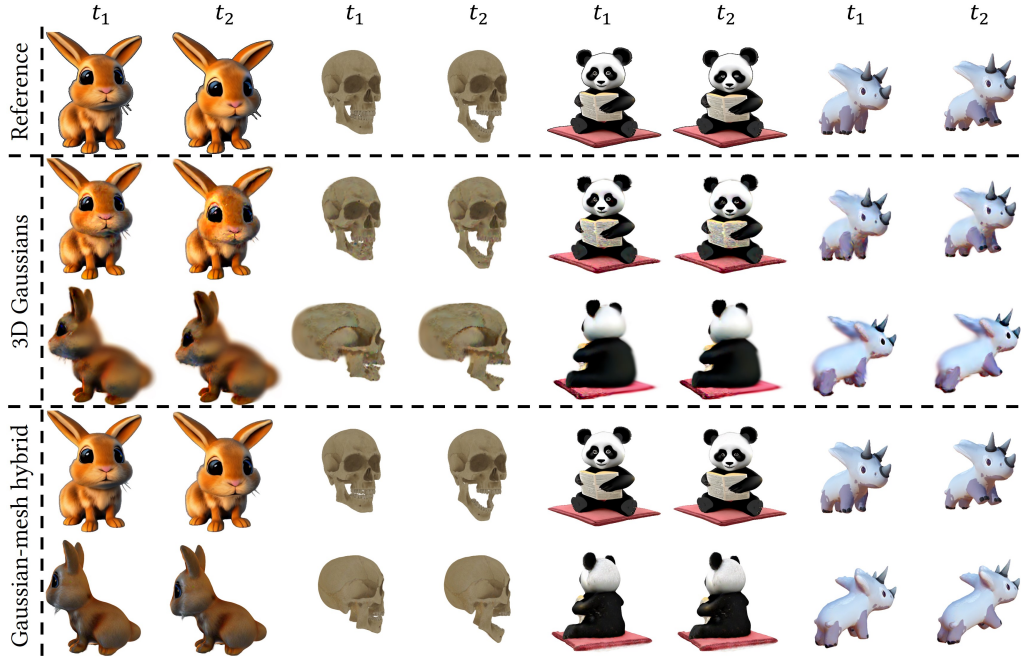 t₁ t₂ t₁ t₂ t₁ t₂ t₁ t₂
Reference
3D Gaussians
Gaussian-mesh hybrid